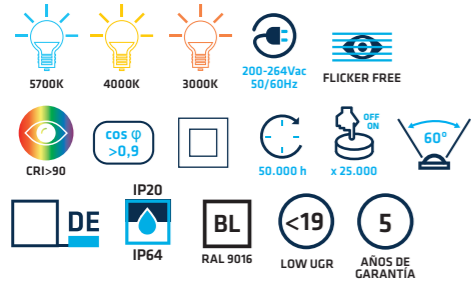 5700K
4000K
3000K
200-264Vac
50/60Hz
FLICKER FREE
CRI>90
cos φ
>0,9
50.000 h
OFF
ON
x 25.000
60°
DE
IP20
IP64
BL
RAL 9016
<19
LOW UGR
5
AÑOS DE
GARANTÍA